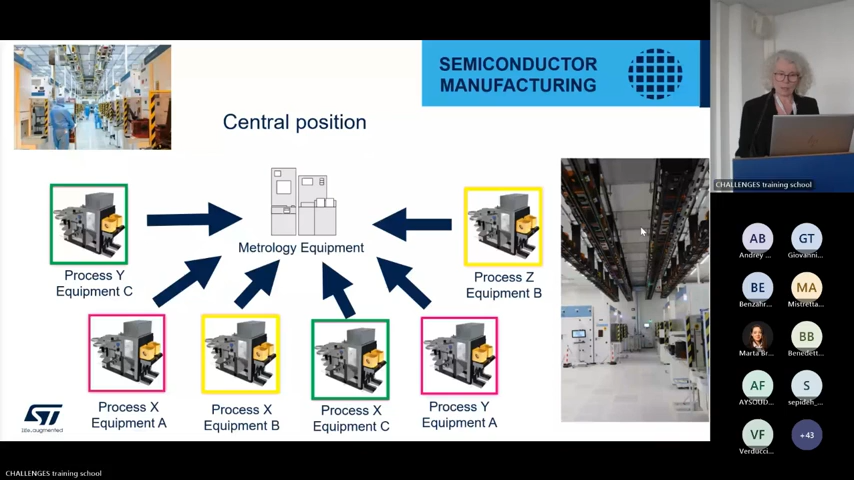 SEMICONDUCTOR
MANUFACTURING
Central position
Metrology Equipment
Process Y
Equipment C
Process Z
Equipment B
Process X
Equipment A
Process X
Equipment B
Process X
Equipment C
Process Y
Equipment A
ST
life.augmented
CHALLENGES training school
AB
Andrey ...
GT
Giovanni...
BE
Benzahr...
MA
Mistretta...
Marta Br...
BB
Benedett...
AF
AYSOUD...
S
sepideh_...
VF
Verducci...
+43
CHALLENGES training school